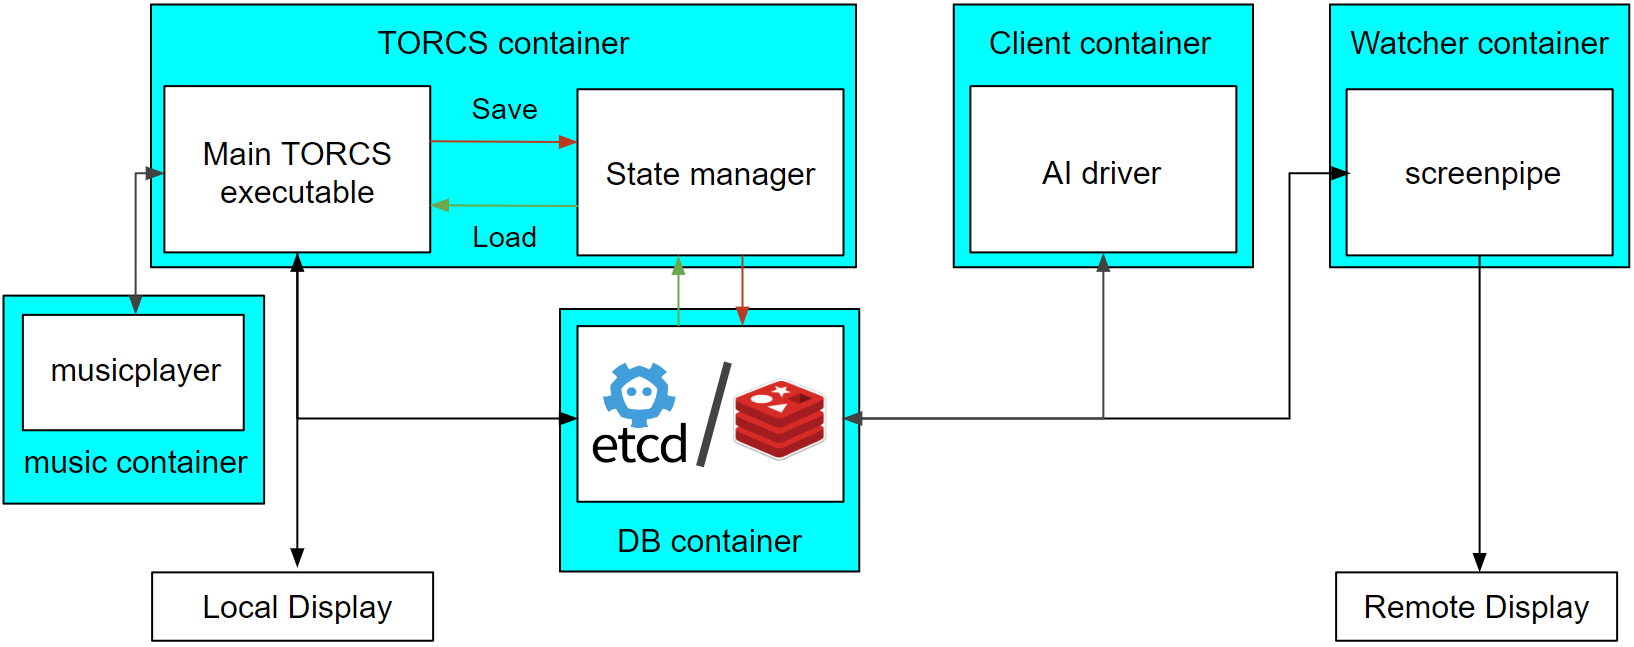 TORCS container
Client container
Watcher container
Main TORCS
executable
Save
Load
State manager
AI driver
screenpipe
musicplayer
music container
etcd
/
DB container
Local Display
Remote Display